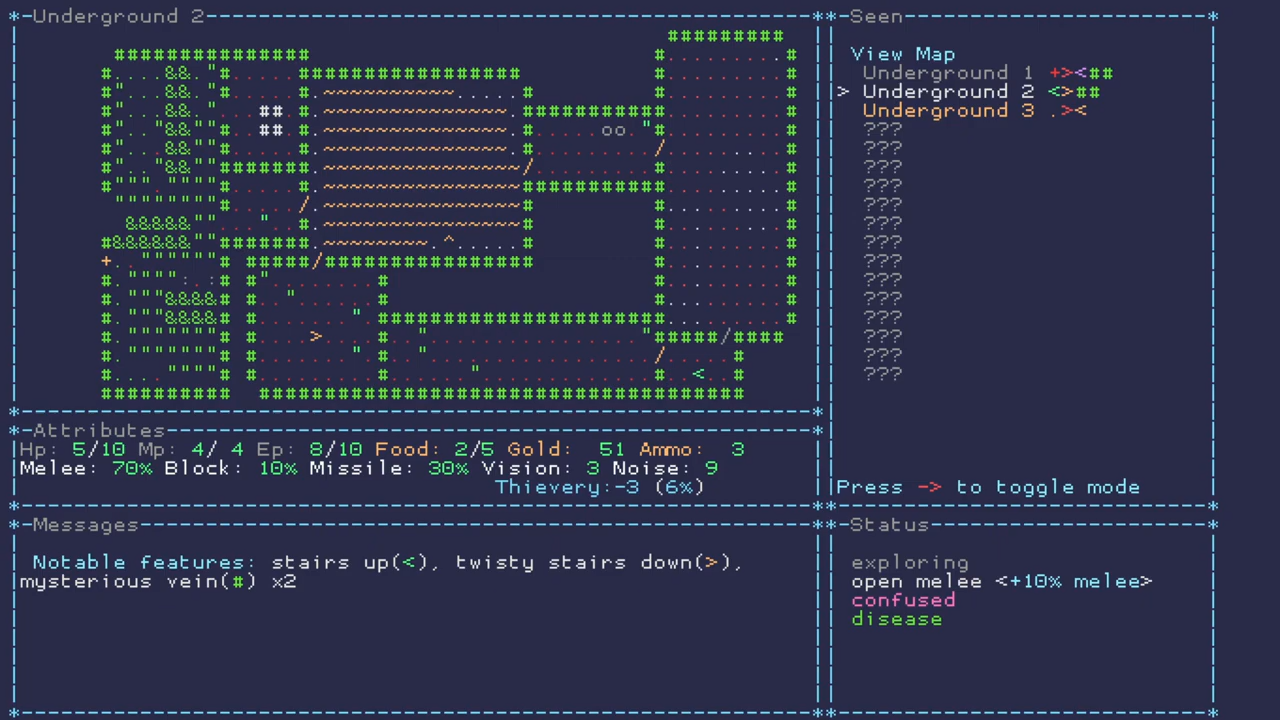 Underground 2
Seen
View Map
Underground 1 +><##
> Underground 2 <>##
Underground 3 .><
???
???
???
???
???
???
???
???
???
???
???
???
???
???
Press -> to toggle mode
Attributes
Hp: 5/10 Mp: 4/ 4 Ep: 8/10 Food: 2/5 Gold: 51 Ammo: 3
Melee: 70% Block: 10% Missile: 30% Vision: 3 Noise: 9
Thievery:-3 (6%)
Messages
Notable features: stairs up(<), twisty stairs down(>),
mysterious vein(#) x2
Status
exploring
open melee <+10% melee>
confused
disease